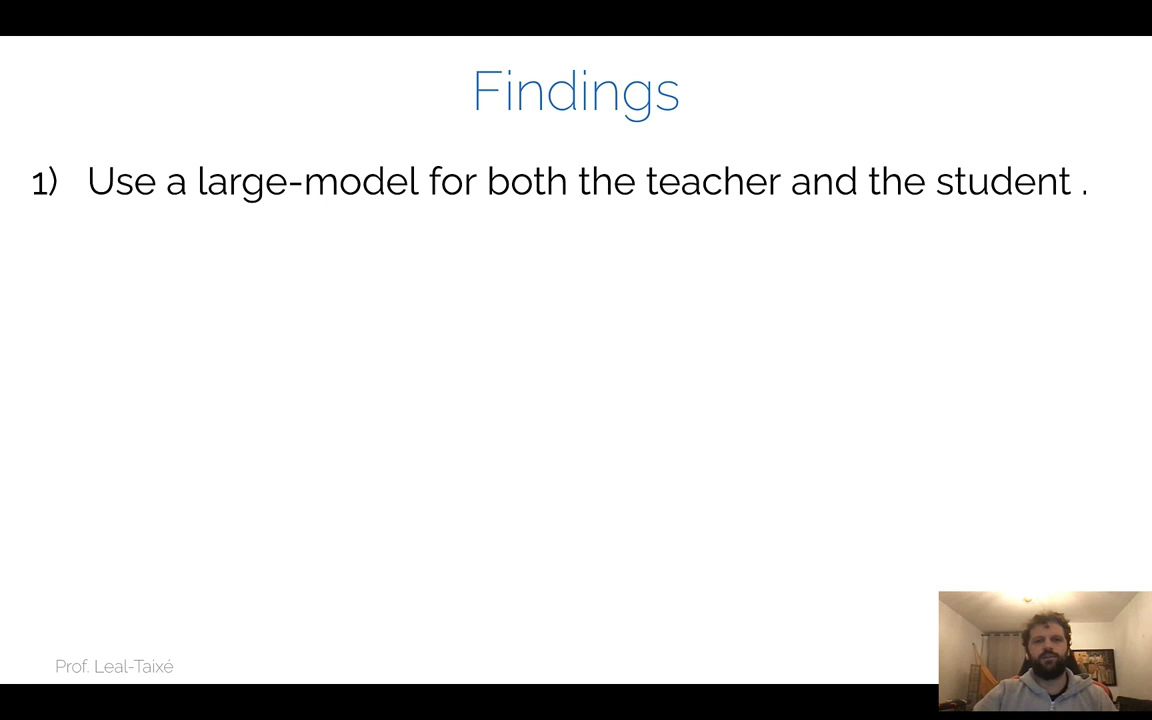 Findings
1) Use a large-model for both the teacher and the student .
Prof. Leal-Taixé